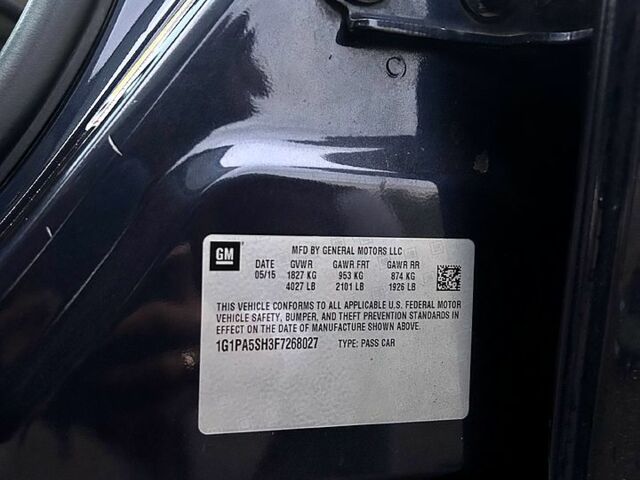 GM
MFD BY GENERAL MOTORS LLC
DATE GVWR GAWR FRT GAWR RR
05/15 1827 KG 953 KG 874 KG
4027 LB 2101 LB 1926 LB
THIS VEHICLE CONFORMS TO ALL APPLICABLE U.S. FEDERAL MOTOR
VEHICLE SAFETY, BUMPER, AND THEFT PREVENTION STANDARDS IN
EFFECT ON THE DATE OF MANUFACTURE SHOWN ABOVE.
1G1PA5SH3F7268027 TYPE: PASS CAR